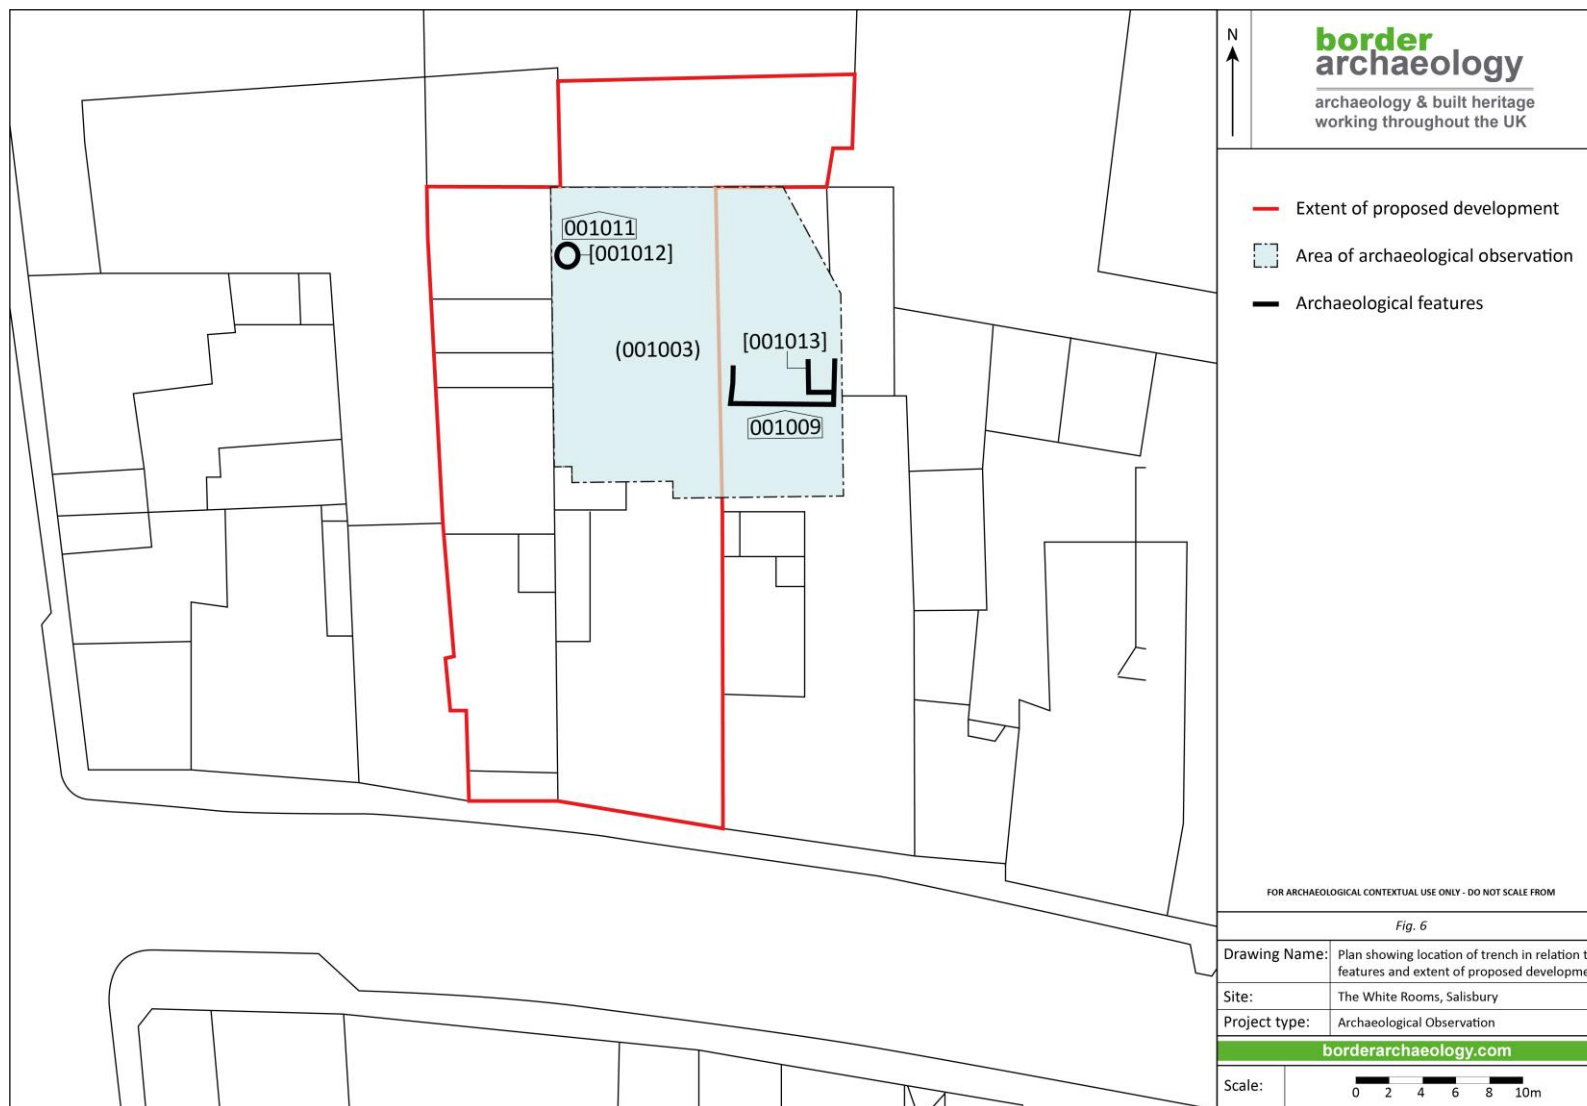 001011
[001012]
(001003)
[001013]
001009
N
border
archaeology
archaeology & built heritage
working throughout the UK
Extent of proposed development
Area of archaeological observation
Archaeological features
FOR ARCHAEOLOGICAL CONTEXTUAL USE ONLY - DO NOT SCALE FROM
Fig. 6
Drawing Name: Plan showing location of trench in relation
features and extent of proposed
Site: The White Rooms, Salisbury
Project type: Archaeological Observation
borderarchaeology.com
Scale:
0 2 4 6 8 10m